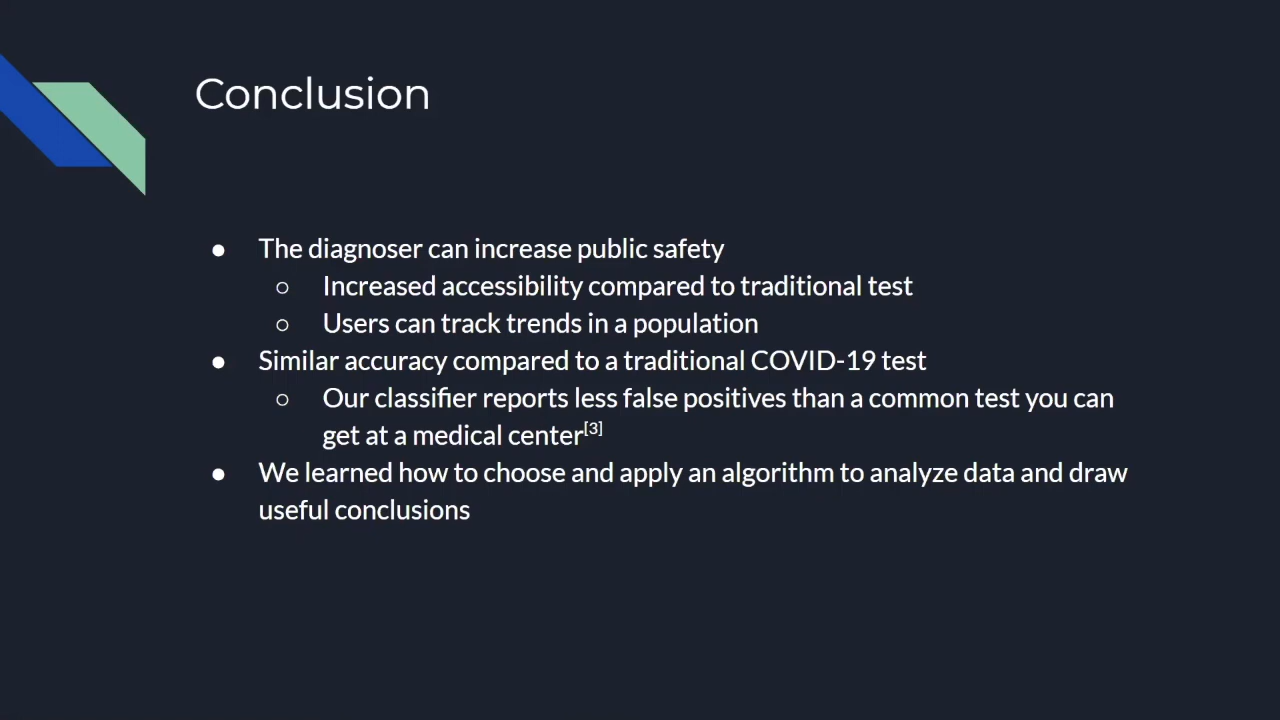 Conclusion
● The diagnoser can increase public safety
○ Increased accessibility compared to traditional test
○ Users can track trends in a population
● Similar accuracy compared to a traditional COVID-19 test
○ Our classifier reports less false positives than a common test you can
get at a medical center[3]
● We learned how to choose and apply an algorithm to analyze data and draw
useful conclusions